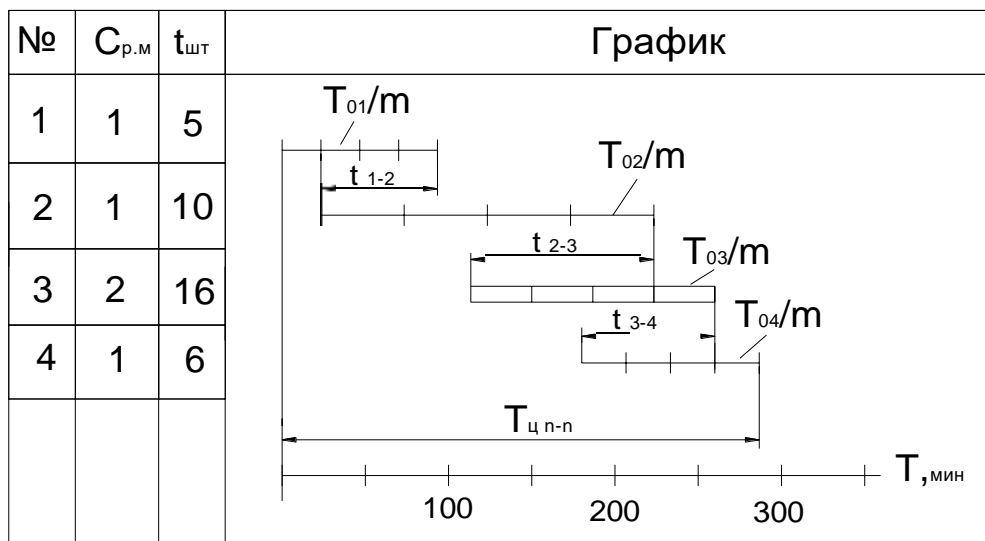 № Cр.м tшт График
1 1 5
T01/m
T02/m
t 1-2
2 1 10
t 2-3
T03/m
3 2 16
t 3-4
T04/m
4 1 6
Tц n-n
T,мин
100 200 300